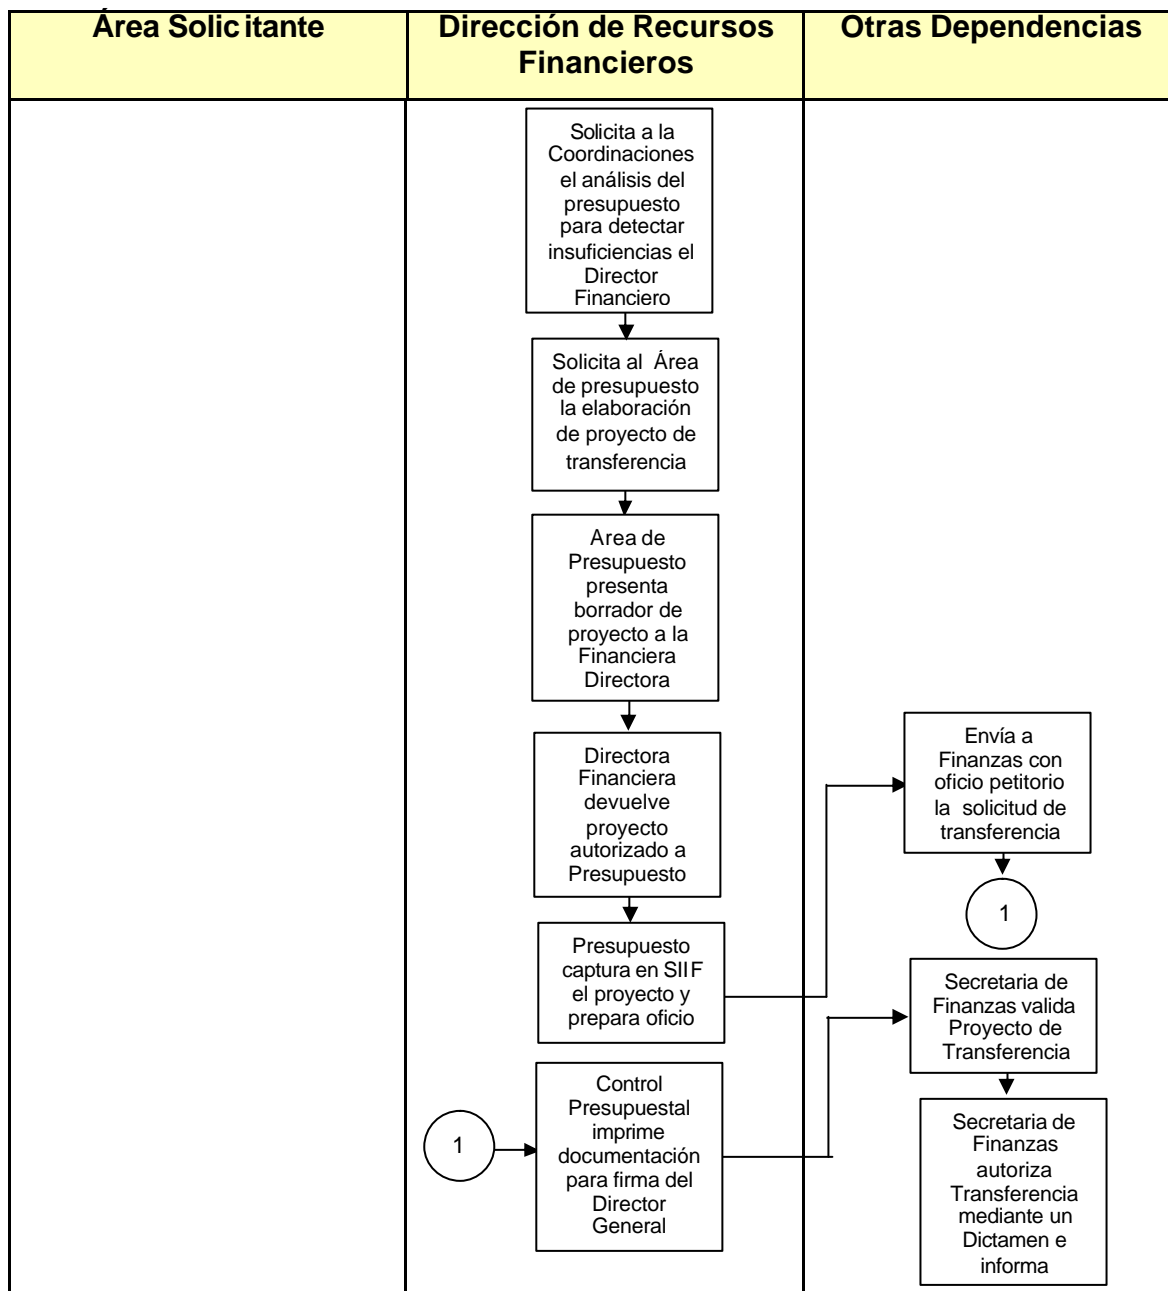 Área Solicitante
Dirección de Recursos
Financieros
Otras Dependencias
Solicita a la
Coordinaciones
el análisis del
presupuesto
para detectar
insuficiencias el
Director
Financiero
Solicita al Área
de presupuesto
la elaboración
de proyecto de
transferencia
Area de
Presupuesto
presenta
borrador de
proyecto a la
Financiera
Directora
Directora
Financiera
devuelve
proyecto
autorizado a
Presupuesto
Presupuesto
captura en SIIF
el proyecto y
prepara oficio
Envía a
Finanzas con
oficio petitorio
la solicitud de
transferencia
1
1
Control
Presupuestal
imprime
documentación
para firma del
Director
General
Secretaria de
Finanzas valida
Proyecto de
Transferencia
Secretaria de
Finanzas
autoriza
Transferencia
mediante un
Dictamen e
informa